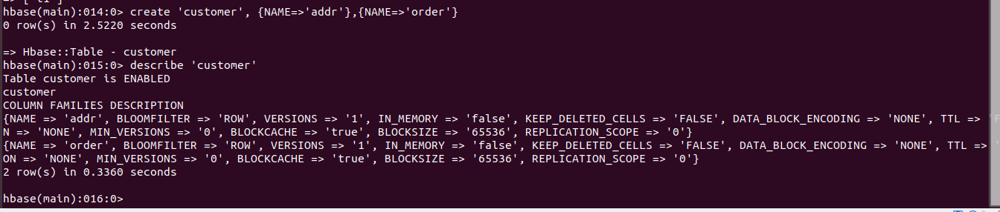 => ["t1"]
hbase(main):014:0> create 'customer', {NAME=>'addr'},{NAME=>'order'}
0 row(s) in 2.5220 seconds
=> Hbase::Table - customer
hbase(main):015:0> describe 'customer'
Table customer is ENABLED
customer
COLUMN FAMILIES DESCRIPTION
{NAME => 'addr', BLOOMFILTER => 'ROW', VERSIONS => '1', IN_MEMORY => 'false', KEEP_DELETED_CELLS => 'FALSE', DATA_BLOCK_ENCODING => 'NONE', TTL => 'F
N => 'NONE', MIN_VERSIONS => '0', BLOCKCACHE => 'true', BLOCKSIZE => '65536', REPLICATION_SCOPE => '0'}
{NAME => 'order', BLOOMFILTER => 'ROW', VERSIONS => '1', IN_MEMORY => 'false', KEEP_DELETED_CELLS => 'FALSE', DATA_BLOCK_ENCODING => 'NONE', TTL => '
ON => 'NONE', MIN_VERSIONS => '0', BLOCKCACHE => 'true', BLOCKSIZE => '65536', REPLICATION_SCOPE => '0'}
2 row(s) in 0.3360 seconds
hbase(main):016:0>